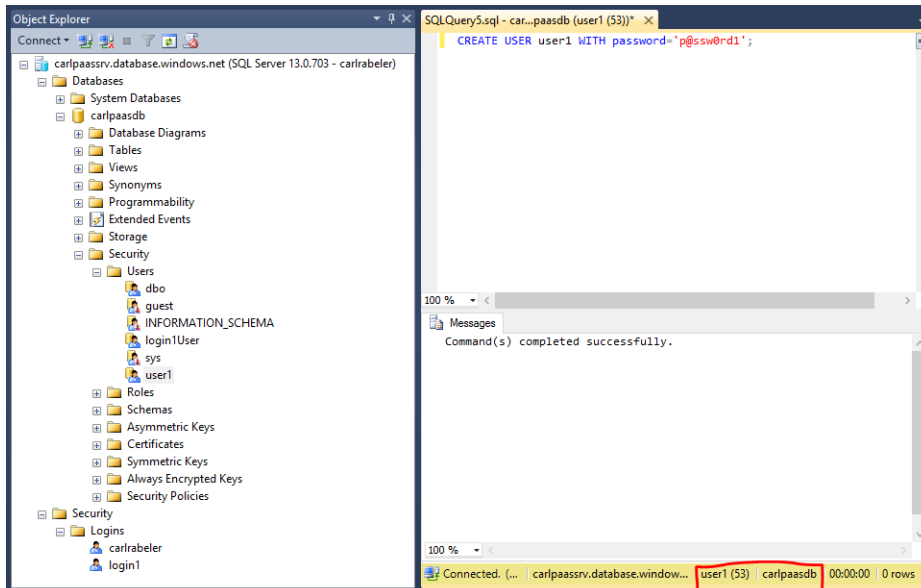 Object Explorer
Connect
carlpaassrv.database.windows.net (SQL Server 13.0.703 - carlrabeler)
Databases
System Databases
carlpaasdb
Database Diagrams
Tables
Views
Synonyms
Programmability
Extended Events
Storage
Security
Users
dbo
guest
INFORMATION_SCHEMA
login1User
sys
user1
Roles
Schemas
Asymmetric Keys
Certificates
Symmetric Keys
Always Encrypted Keys
Security Policies
Security
Logins
carlrabeler
login1
SQLQuery5.sql - car...paasdb (user1 (53))*
CREATE USER user1 WITH password='p@ssw0rd1';
100 %
Messages
Command(s) completed successfully.
100 %
Connected. (... carlpaassrv.database.window... user1 (53) carlpaasdb 00:00:00 0 rows